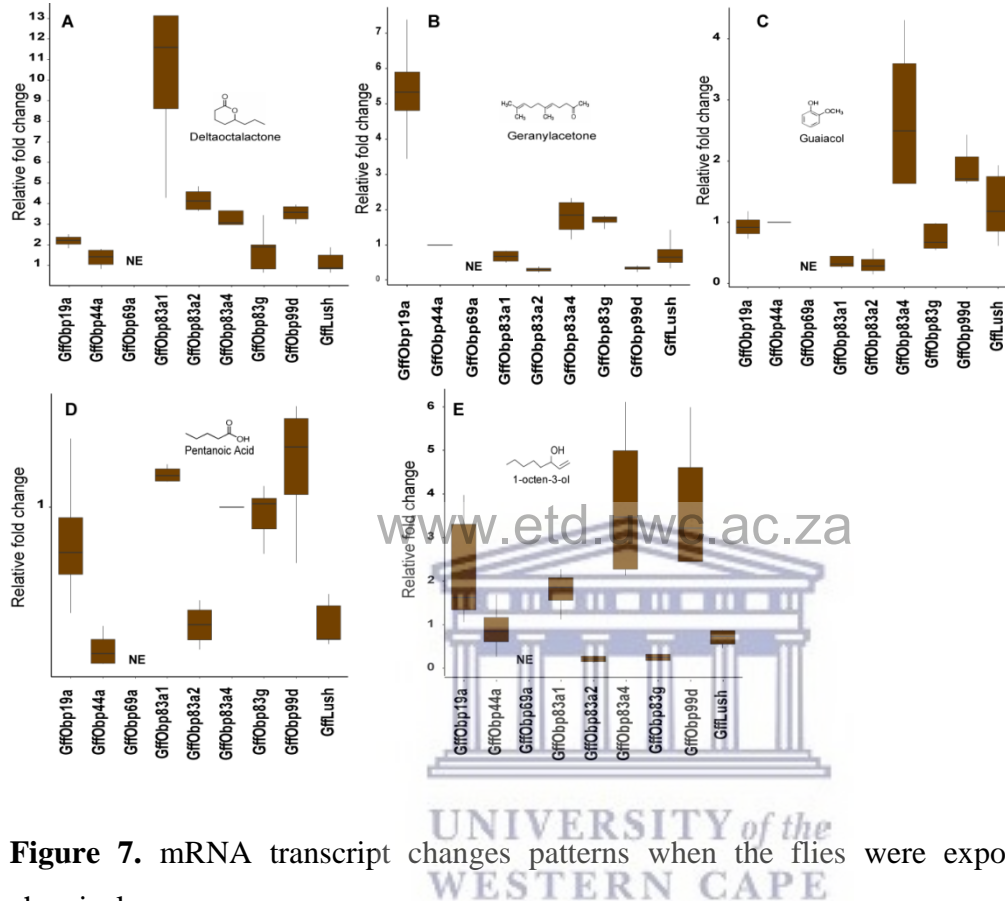 A
Relative fold change
13
12
11
10
9
8
7
6
5
4
3
2
1
O
O
Deltaoctalactone
NE
GffObp19a
GffObp44a
GffObp69a
GffObp83a1
GffObp83a2
GffObp83a4
GffObp83g
GffObp99d
GffLush
B
Relative fold change
7
6
5
4
3
2
1
0
H₃C
CH₃
CH₃
CH₃
O
Geranylacetone
NE
GffObp19a
GffObp44a
GffObp69a
GffObp83a1
GffObp83a2
GffObp83a4
GffObp83g
GffObp99d
GffLush
C
Relative fold change
4
3
2
1
0
OH
OCH₃
Guaiacol
NE
GffObp19a
GffObp44a
GffObp69a
GffObp83a1
GffObp83a2
GffObp83a4
GffObp83g
GffObp99d
GffLush
D
Relative fold change
1
O
OH
Pentanoic Acid
NE
GffObp19a
GffObp44a
GffObp69a
GffObp83a1
GffObp83a2
GffObp83a4
GffObp83g
GffObp99d
GffLush
E
Relative fold change
6
5
4
3
2
1
0
OH
1-octen-3-ol
NE
GffObp19a
GffObp44a
GffObp69a
GffObp83a1
GffObp83a2
GffObp83a4
GffObp83g
GffObp99d
GffLush
www.etd.uwc.ac.za
UNIVERSITY of the
WESTERN CAPE
Figure 7. mRNA transcript changes patterns when the flies were expo